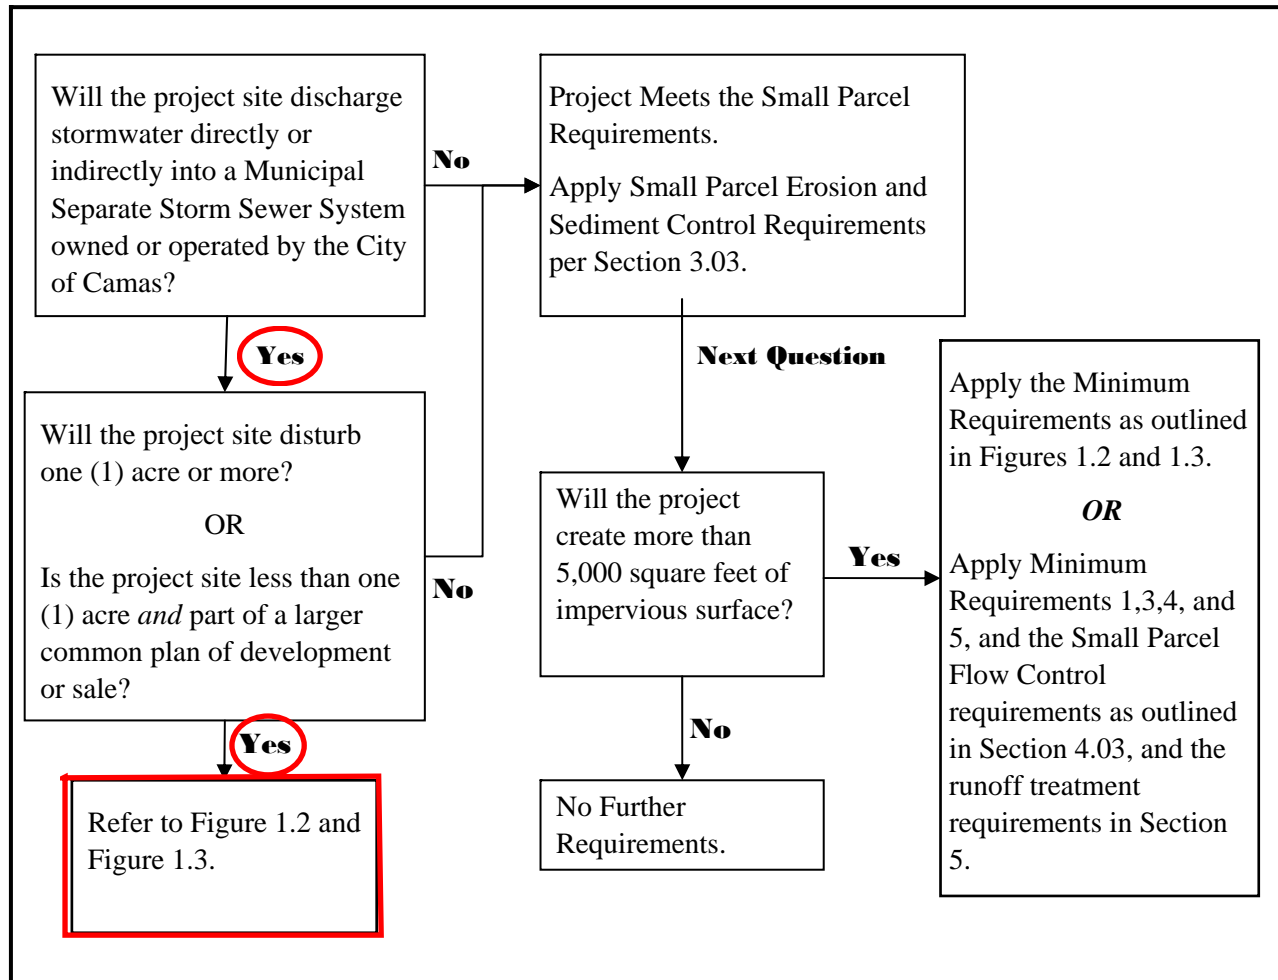 Will the project site discharge
stormwater directly or
indirectly into a Municipal
Separate Storm Sewer System
owned or operated by the City
of Camas?
No
Project Meets the Small Parcel
Requirements.
Apply Small Parcel Erosion and
Sediment Control Requirements
per Section 3.03.
Yes
Next Question
Will the project site disturb
one (1) acre or more?
OR
Is the project site less than one
(1) acre and part of a larger
common plan of development
or sale?
No
Will the project
create more than
5,000 square feet of
impervious surface?
Yes
Apply the Minimum
Requirements as outlined
in Figures 1.2 and 1.3.
OR
Apply Minimum
Requirements 1,3,4, and
5, and the Small Parcel
Flow Control
requirements as outlined
in Section 4.03, and the
runoff treatment
requirements in Section
5.
Yes
No
Refer to Figure 1.2 and
Figure 1.3.
No Further
Requirements.